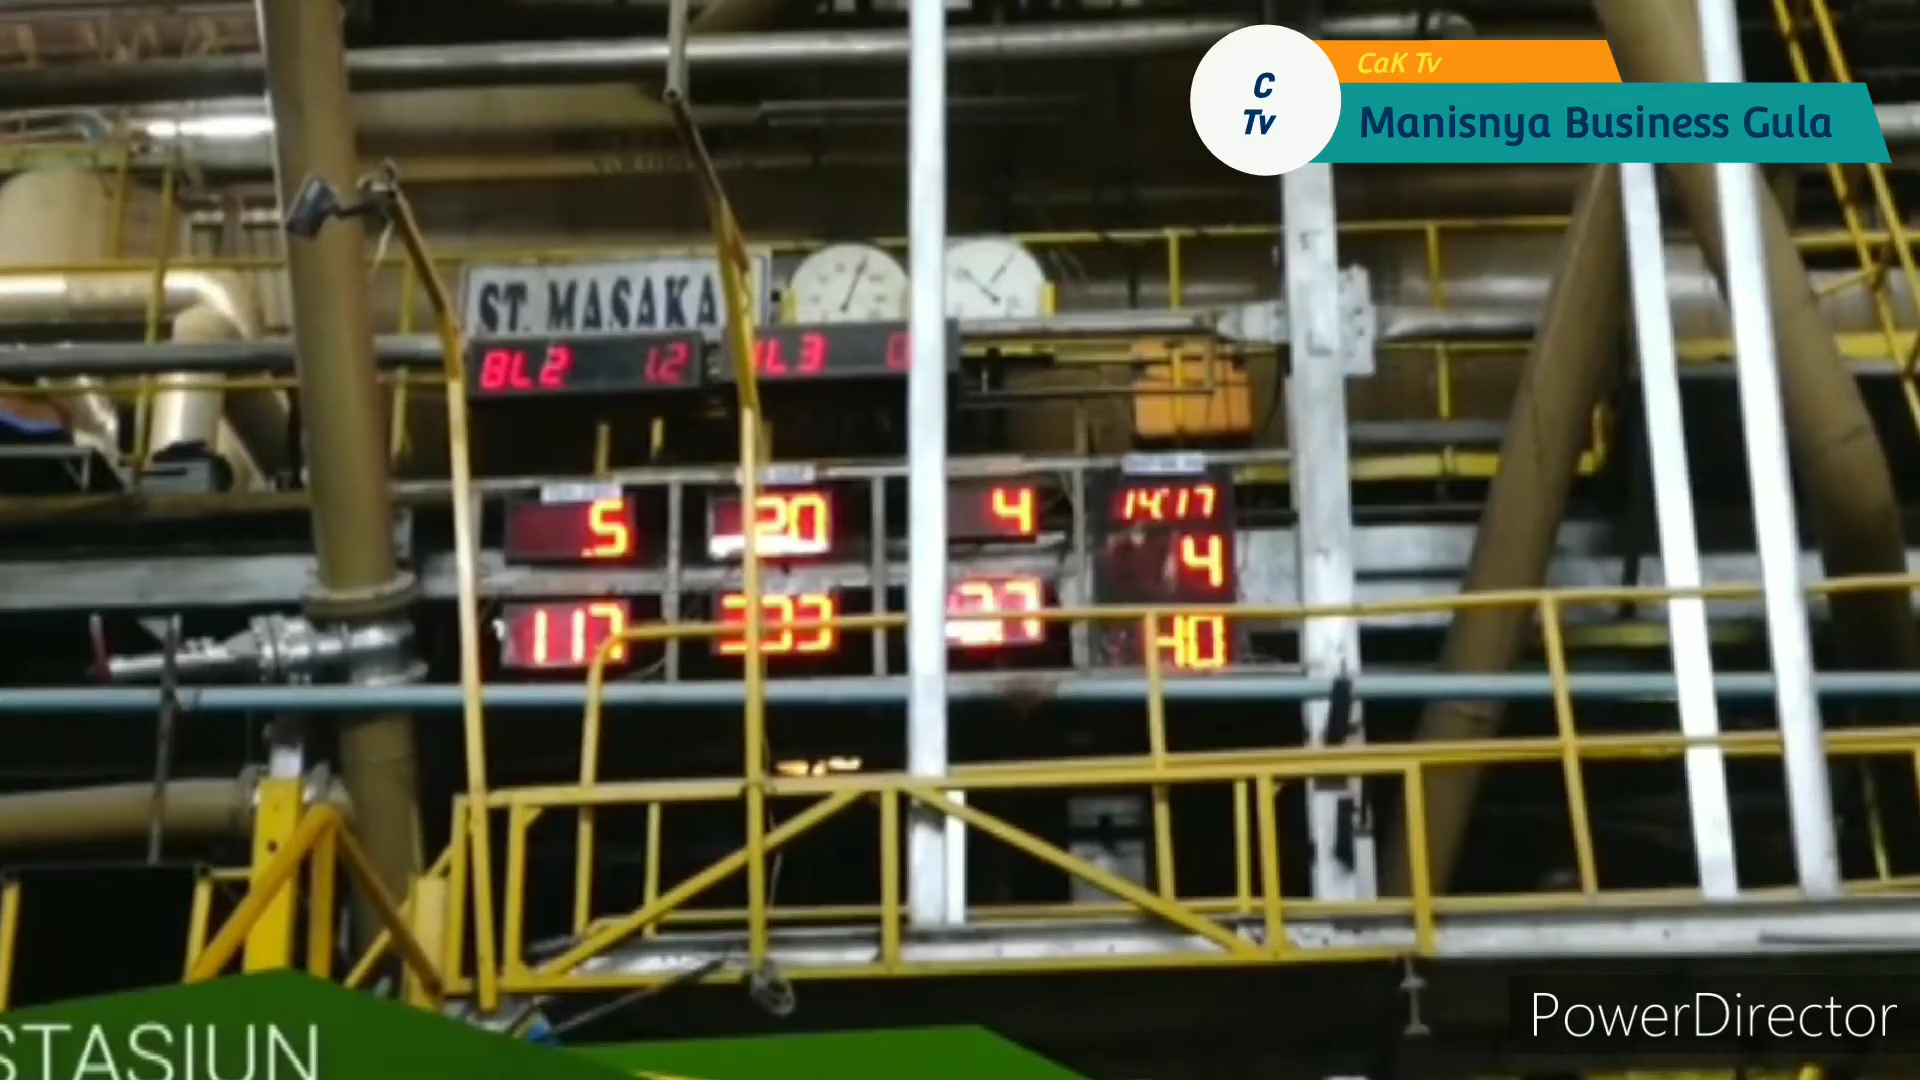 CaK Tv
C
Tv
Manisnya Business Gula
ST. MASAKA
BL2 12
L3
.5 20 4 14:17
4
117 333
40
STASIUN
PowerDirector